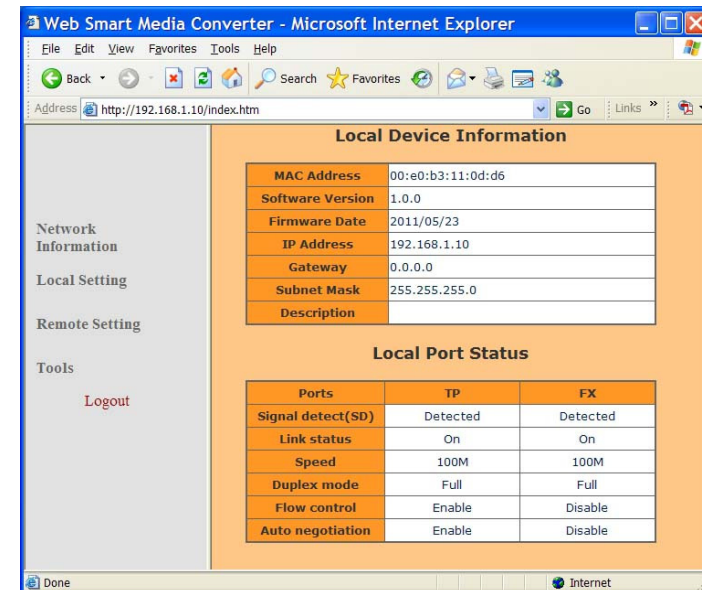 Web Smart Media Converter - Microsoft Internet Explorer
File Edit View Favorites Tools Help
Back Search Favorites
Address http://192.168.1.10/index.htm Go Links »
Network
Information
Local Setting
Remote Setting
Tools
Logout
Local Device Information
MAC Address 00:e0:b3:11:0d:d6
Software Version 1.0.0
Firmware Date 2011/05/23
IP Address 192.168.1.10
Gateway 0.0.0.0
Subnet Mask 255.255.255.0
Description
Local Port Status
Ports TP FX
Signal detect(SD) Detected Detected
Link status On On
Speed 100M 100M
Duplex mode Full Full
Flow control Enable Disable
Auto negotiation Enable Disable
Done Internet